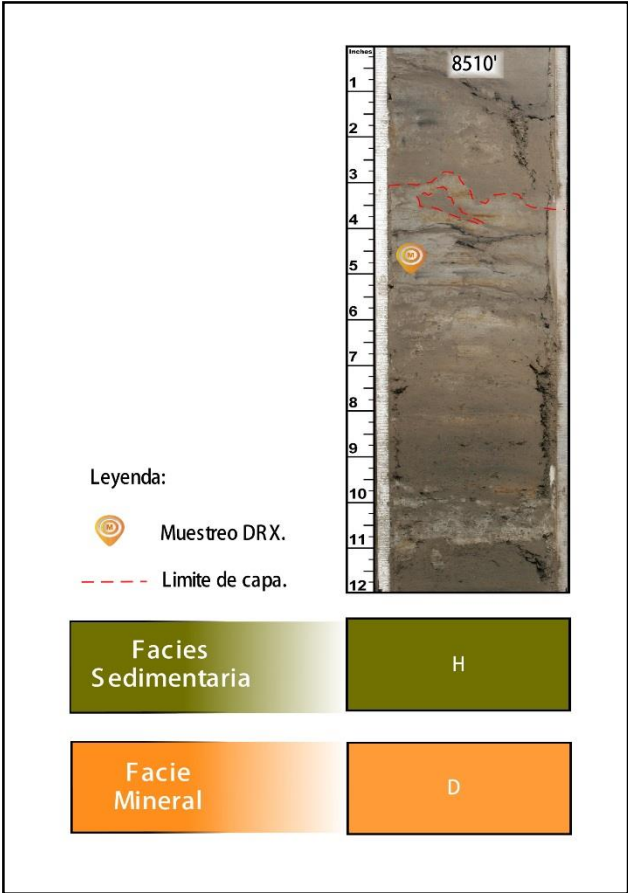 Inches
8510'
1
2
3
4
5
6
7
8
9
10
11
12
M
Leyenda:
M
Muestreo DRX.
Limite de capa.
Facies
Sedimentaria
H
Facie
Mineral
D